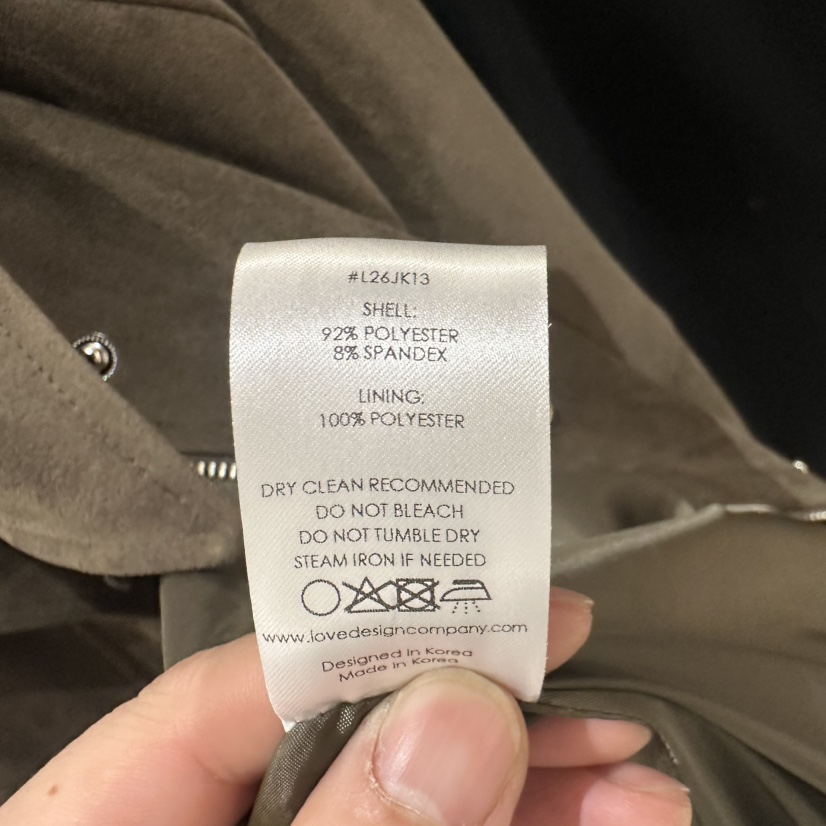 #L26JK13
SHELL:
92% POLYESTER
8% SPANDEX
LINING:
100% POLYESTER
DRY CLEAN RECOMMENDED
DO NOT BLEACH
DO NOT TUMBLE DRY
STEAM IRON IF NEEDED
www.lovedesigncompany.com
Designed in Korea
Made in Korea